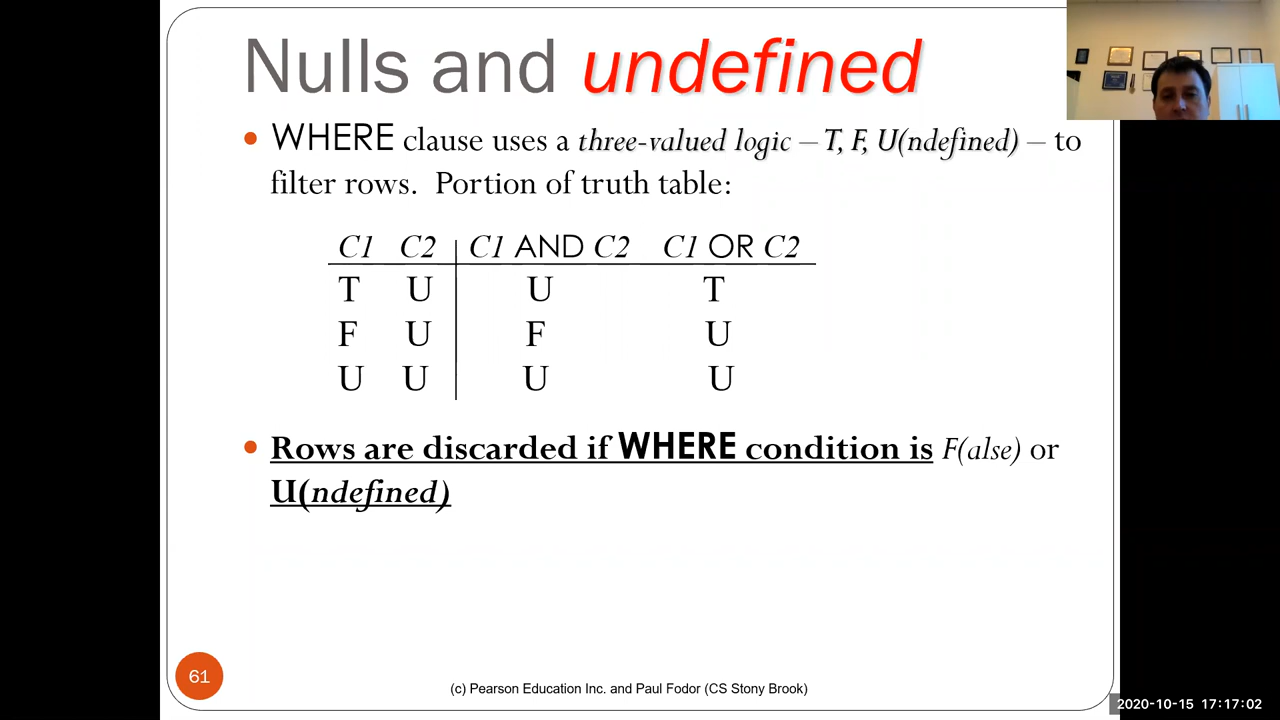 Nulls and undefined
• WHERE clause uses a three-valued logic – T, F, U(ndefined) – to
filter rows. Portion of truth table:
C1 C2 C1 AND C2 C1 OR C2
T U U T
F U F U
U U U U
• Rows are discarded if WHERE condition is F(alse) or
U(ndefined)
61
(c) Pearson Education Inc. and Paul Fodor (CS Stony Brook)
2020-10-15 17:17:02